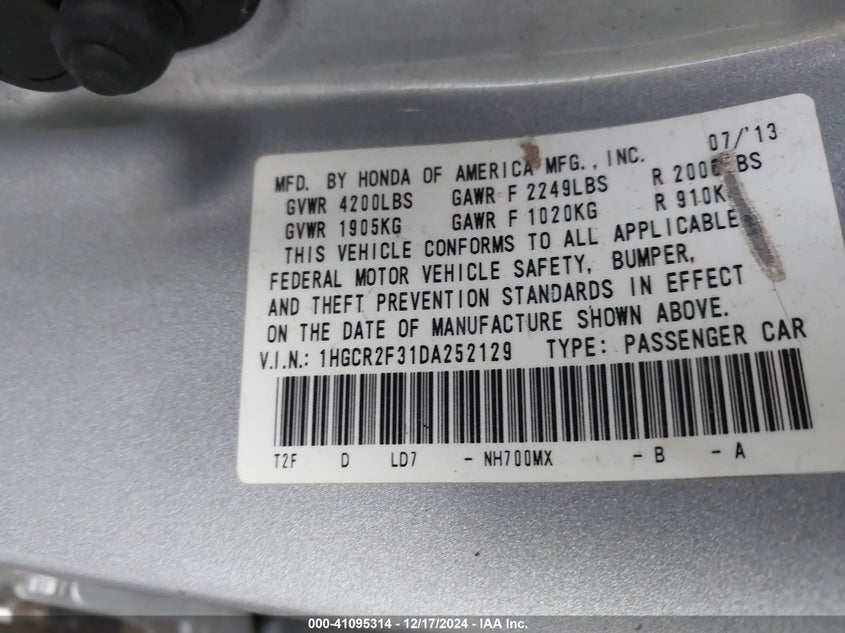 MFD. BY HONDA OF AMERICA MFG., INC. 07/'13
GVWR 4200LBS GAWR F 2249LBS R
GVWR 1905KG GAWR F 1020KG R
THIS VEHICLE CONFORMS TO ALL APPLICABLE
FEDERAL MOTOR VEHICLE SAFETY, BUMPER,
AND THEFT PREVENTION STANDARDS IN EFFECT
ON THE DATE OF MANUFACTURE SHOWN ABOVE.
V.I.N.: 1HGCR2F31DA252129 TYPE: PASSENGER CAR
T2F D LD7 - NH700MX - B - A
000-41095314 - 12/17/2024 - IAA Inc.